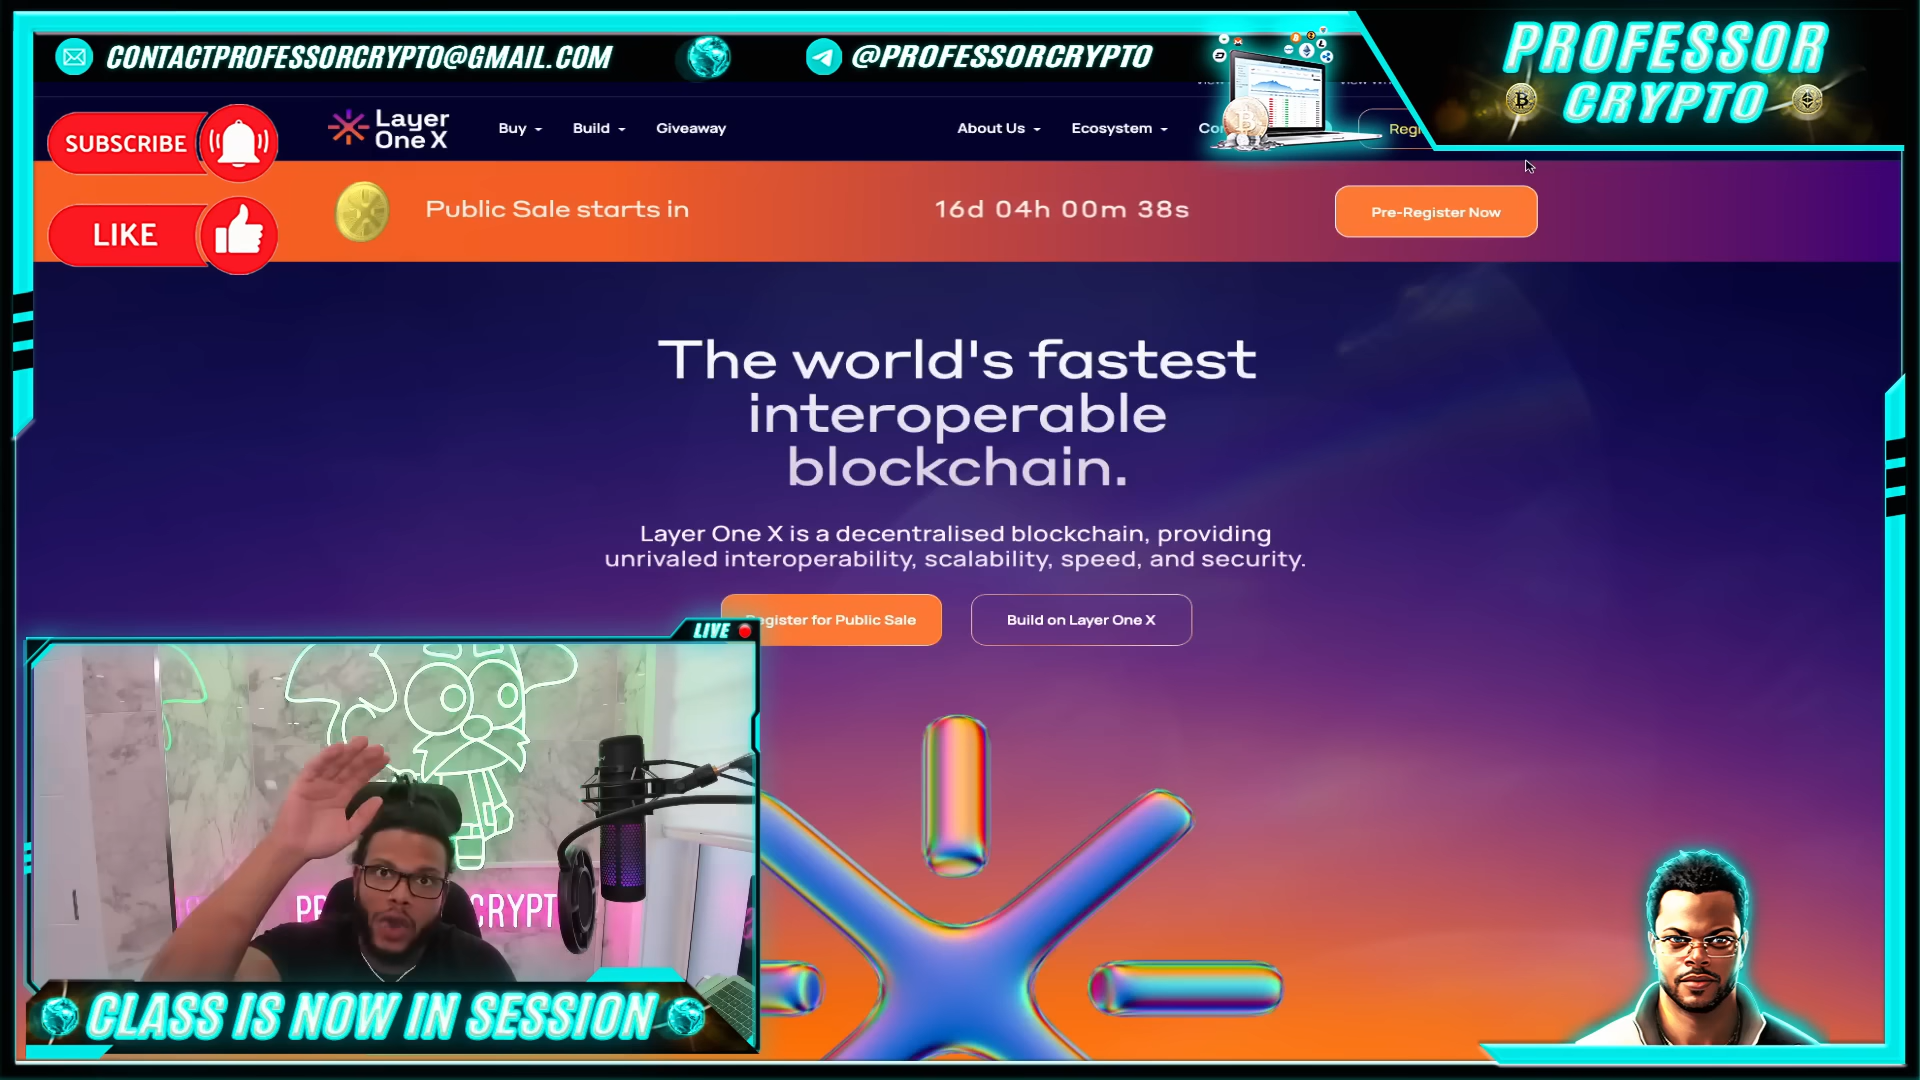 CONTACTPROFESSORCRYPTO@GMAIL.COM
@PROFESSORCRYPTO
PROFESSOR
CRYPTO
SUBSCRIBE
LIKE
Layer
One X
Buy
Build
Giveaway
About Us
Ecosystem
Public Sale starts in
16d 04h 00m 38s
Pre-Register Now
The world's fastest
interoperable
blockchain.
Layer One X is a decentralised blockchain, providing
unrivaled interoperability, scalability, speed, and security.
Register for Public Sale
Build on Layer One X
LIVE
CRYPT
CLASS IS NOW IN SESSION